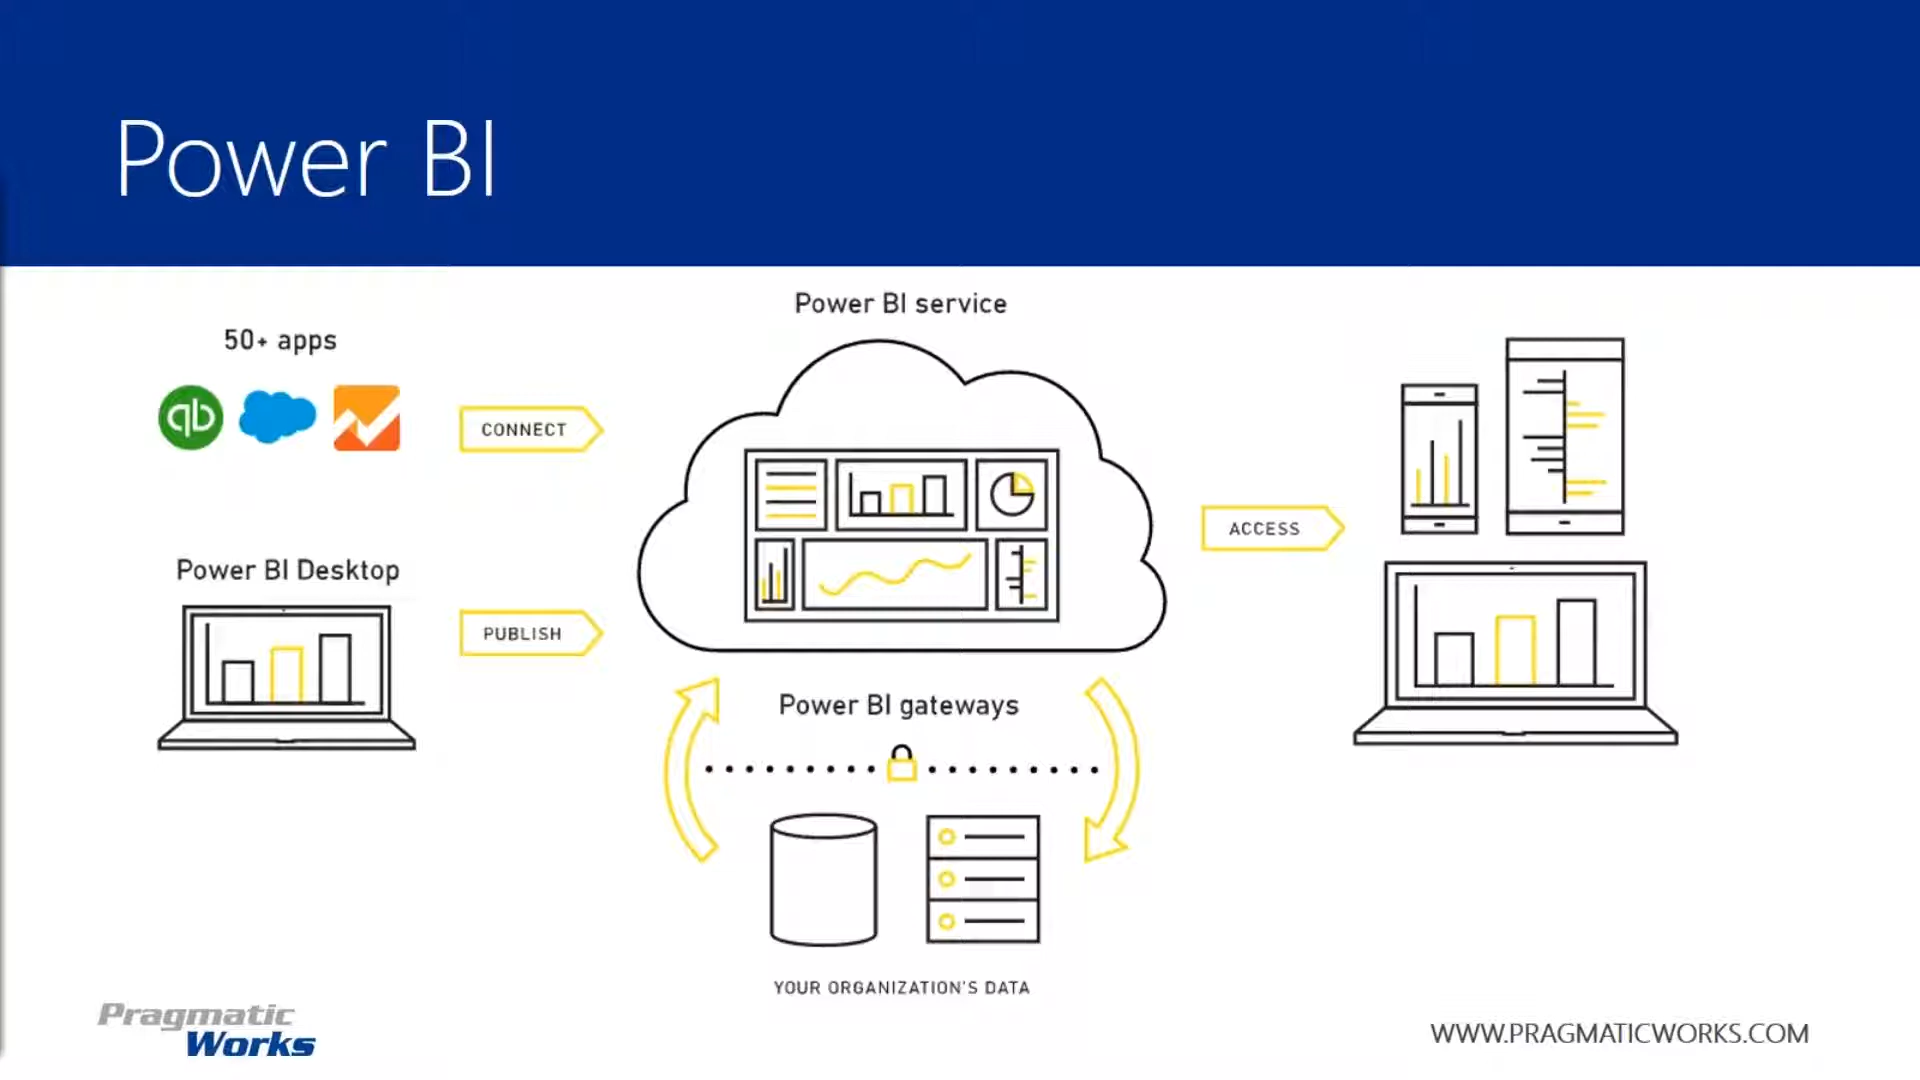 Power BI
50+ apps
qb
CONNECT
Power BI Desktop
PUBLISH
Power BI service
ACCESS
Power BI gateways
YOUR ORGANIZATION'S DATA
Pragmatic
Works
WWW.PRAGMATICWORKS.COM